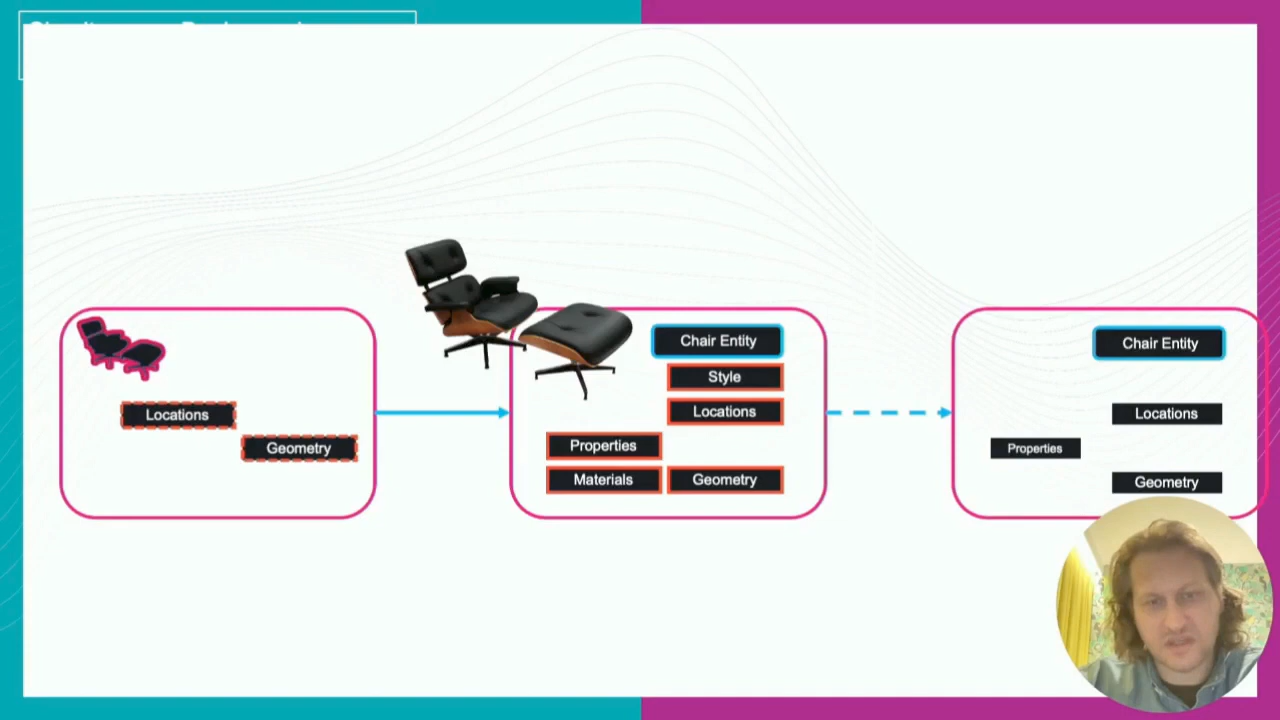 Locations
Geometry
Chair Entity
Style
Locations
Properties
Materials
Geometry
Chair Entity
Locations
Properties
Geometry